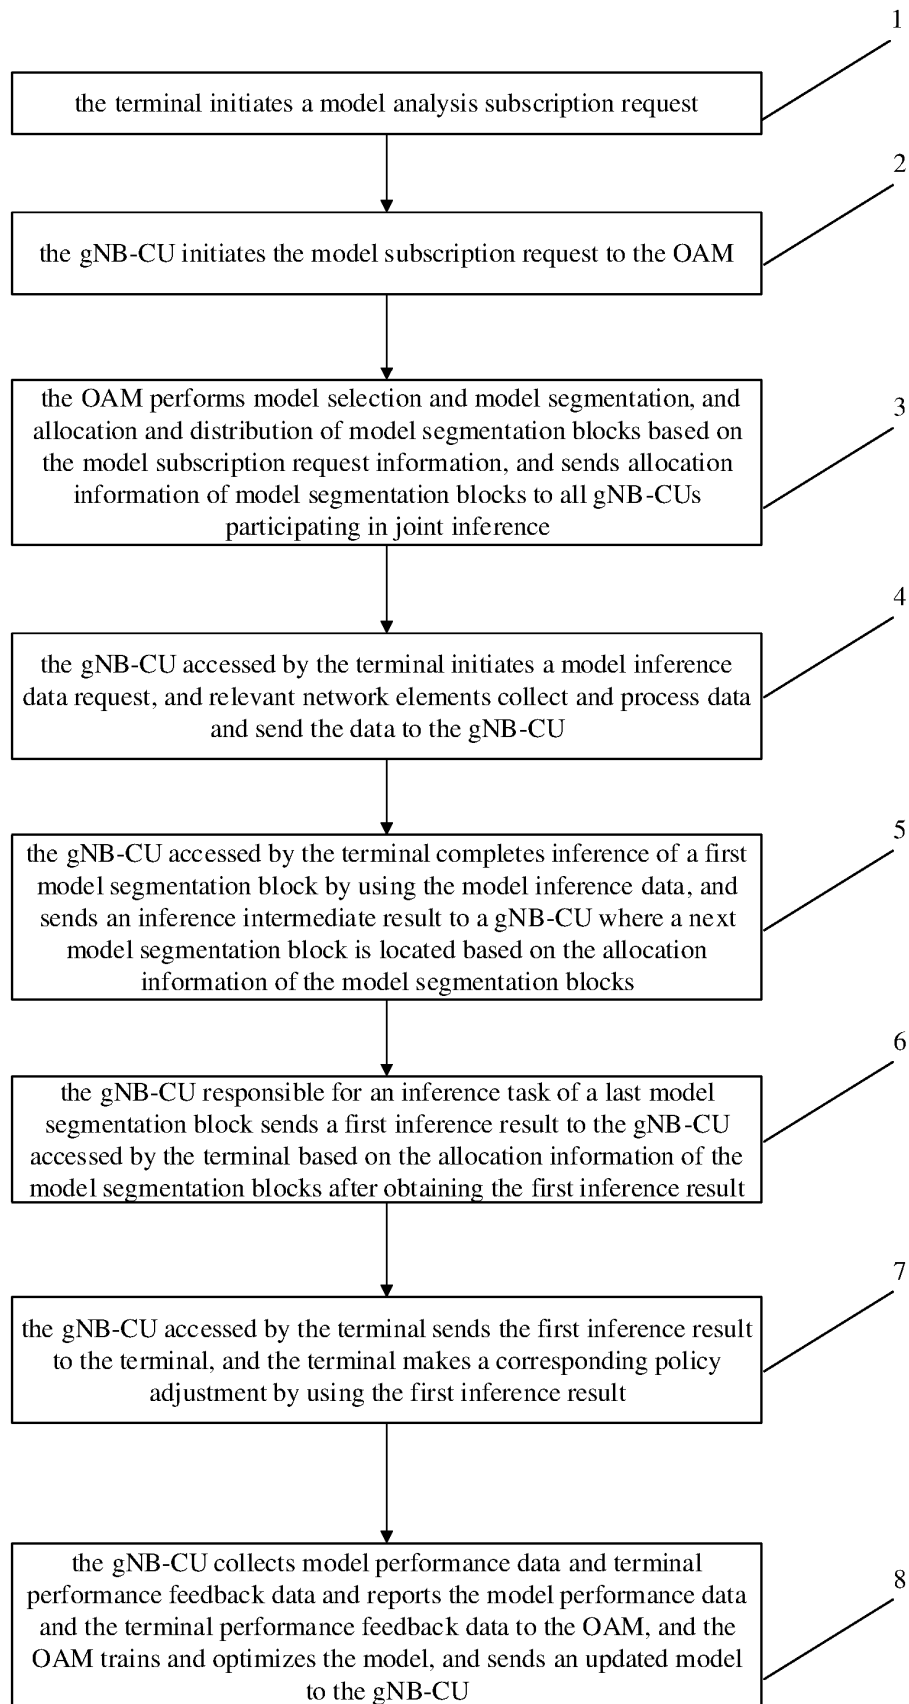 1
the terminal initiates a model analysis subscription request
2
the gNB-CU initiates the model subscription request to the OAM
the OAM performs model selection and model segmentation, and
allocation and distribution of model segmentation blocks based on
the model subscription request information, and sends allocation
information of model segmentation blocks to all gNB-CUs
participating in joint inference
3
the gNB-CU accessed by the terminal initiates a model inference
data request, and relevant network elements collect and process data
and send the data to the gNB-CU
4
the gNB-CU accessed by the terminal completes inference of a first
model segmentation block by using the model inference data, and
sends an inference intermediate result to a gNB-CU where a next
model segmentation block is located based on the allocation
information of the model segmentation blocks
5
the gNB-CU responsible for an inference task of a last model
segmentation block sends a first inference result to the gNB-CU
accessed by the terminal based on the allocation information of the
model segmentation blocks after obtaining the first inference result
6
the gNB-CU accessed by the terminal sends the first inference result
to the terminal, and the terminal makes a corresponding policy
adjustment by using the first inference result
7
the gNB-CU collects model performance data and terminal
performance feedback data and reports the model performance data
and the terminal performance feedback data to the OAM, and the
OAM trains and optimizes the model, and sends an updated model
to the gNB-CU
8